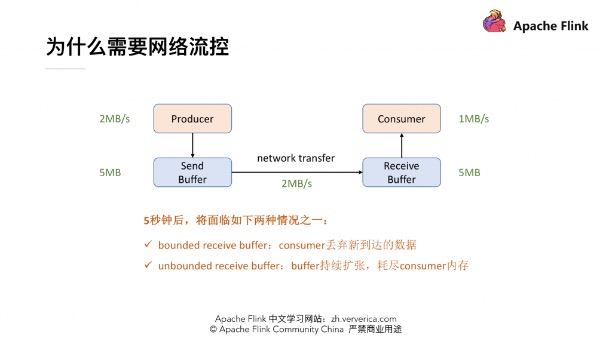 Apache Flink
为什么需要网络流控
2MB/s
Producer
Consumer
1MB/s
network transfer
5MB
Send
Buffer
2MB/s
Receive
Buffer
5MB
5秒钟后，将面临如下两种情况之一：
✓ bounded receive buffer：consumer丢弃新到达的数据
✓ unbounded receive buffer：buffer持续扩张，耗尽consumer内存
Apache Flink 中文学习网站：zh.ververica.com
© Apache Flink Community China 严禁商业用途